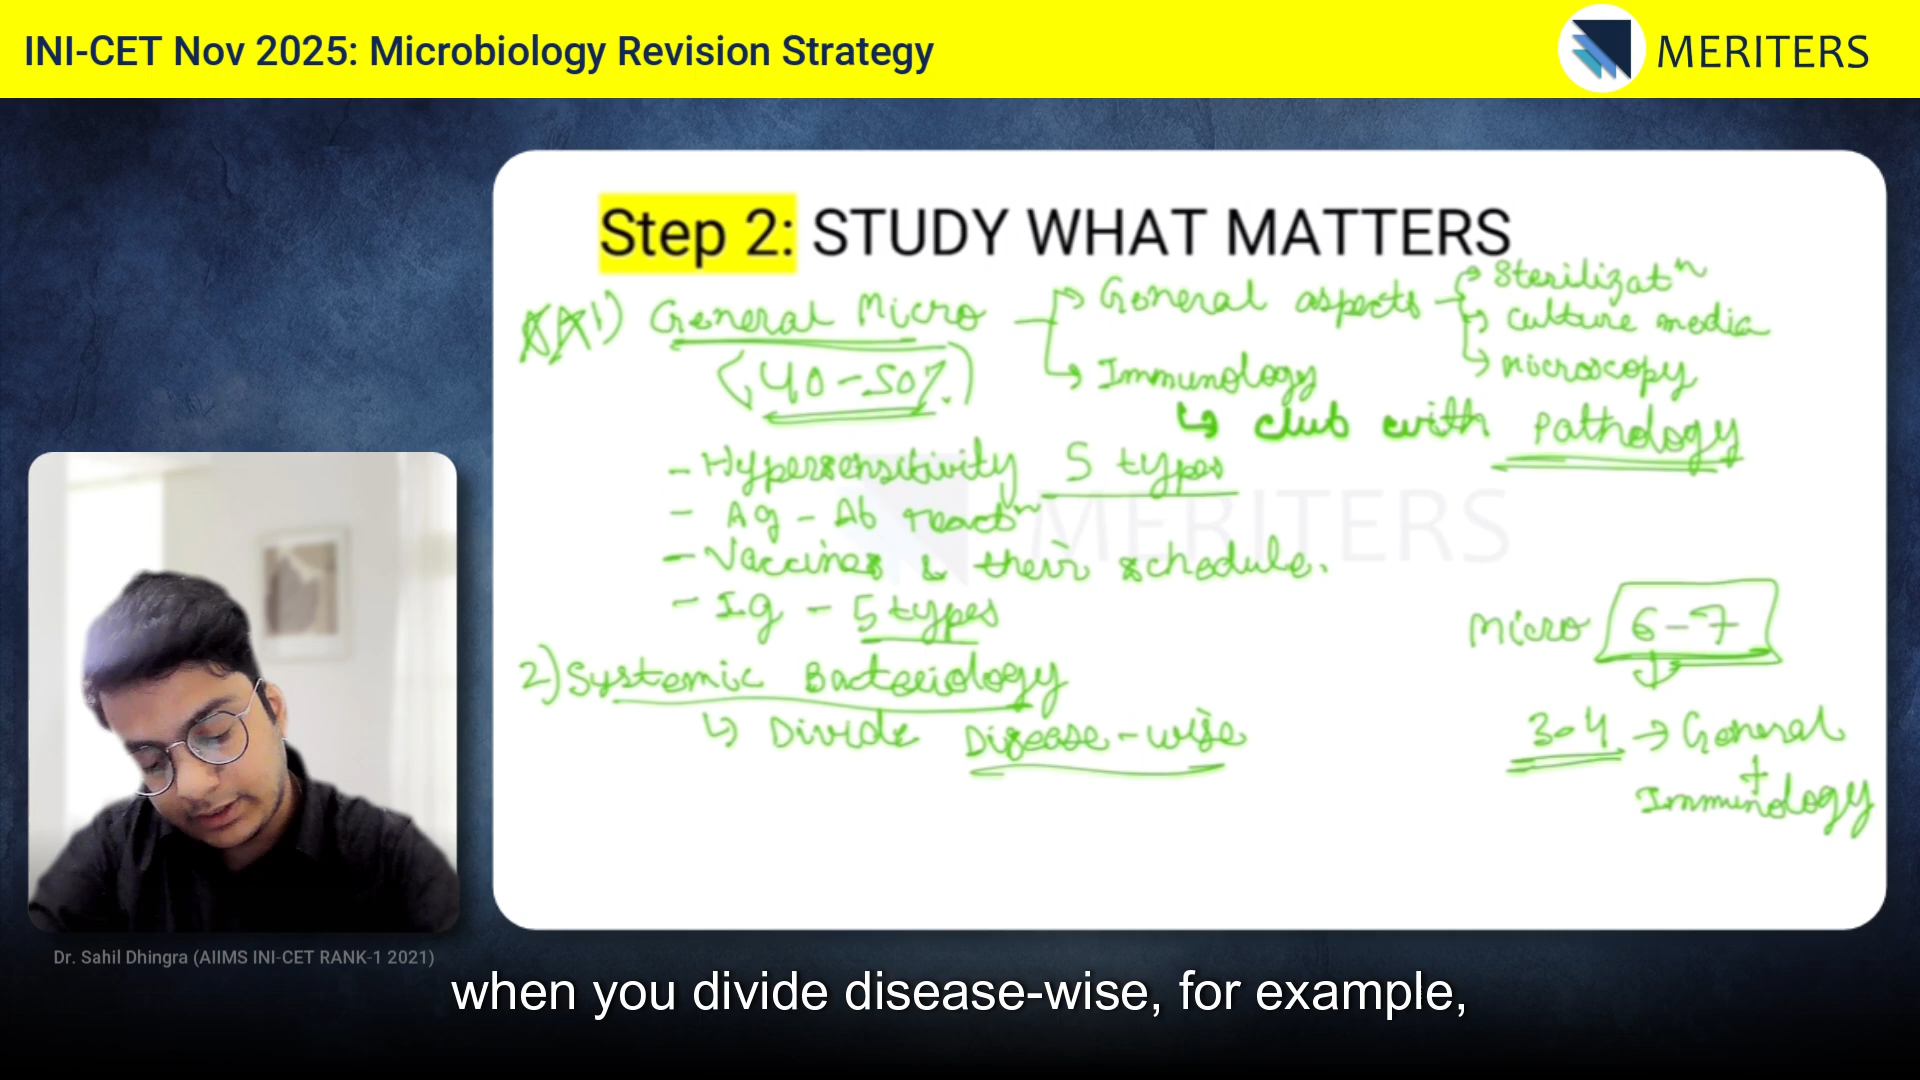 INI-CET Nov 2025: Microbiology Revision Strategy
MERITERS
Step 2: STUDY WHAT MATTERS
1) General Micro
(40-50%)
General aspects
Sterilizatⁿ
culture media
Microscopy
Immunology
club with Pathology
- Hypersensitivity 5 types
- Ag - Ab reactⁿ
- Vaccines & their schedule.
- Ig - 5 types
2) Systemic Bacteriology
Divide Disease-wise
Micro 6-7
3-4 → General
+
Immunology
MERITERS
Dr. Sahil Dhingra (AIIMS INI-CET RANK-1 2021)
when you divide disease-wise, for example,